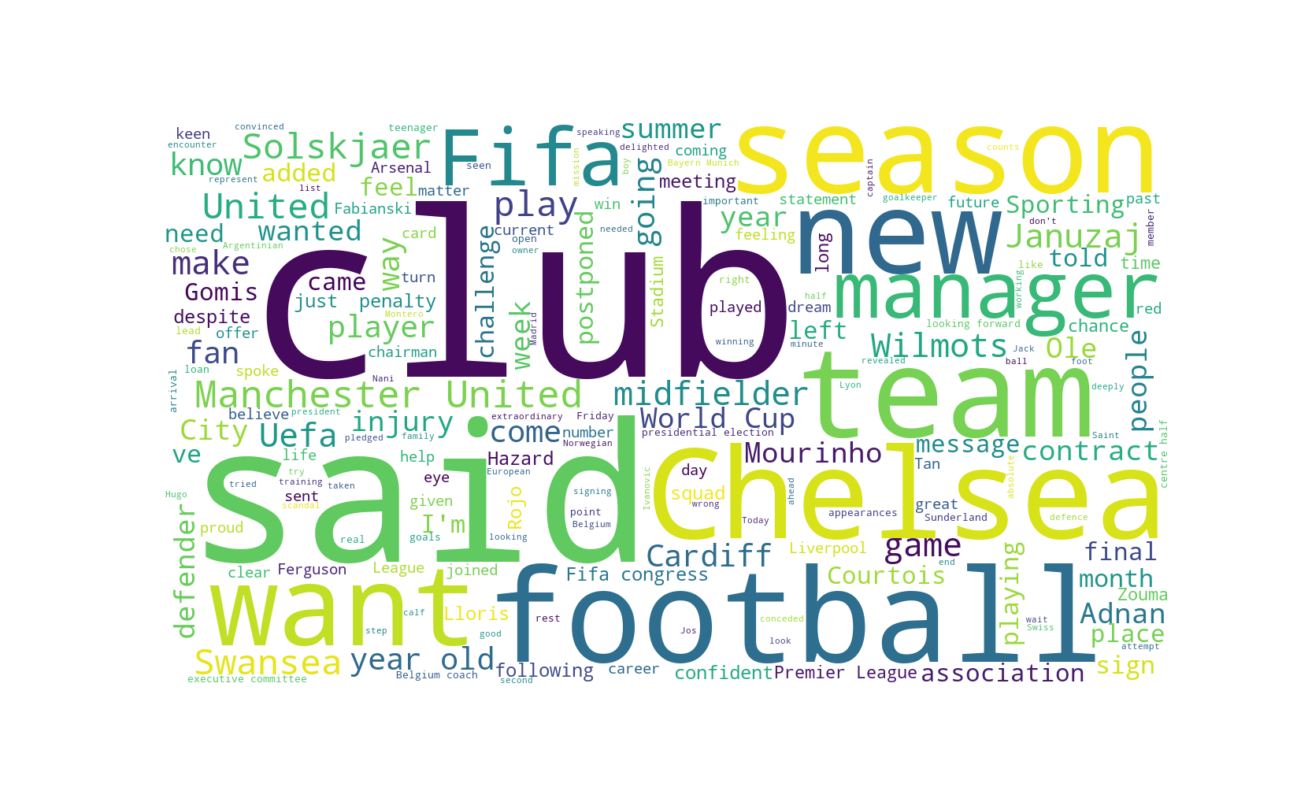 convinced
teenager
speaking
summer
season
counts
keen
encounter
Solskjaer
Fifa
delighted
know
represent
added
Arsenal
seen
mission
boy
going
coming
Bayern Munich
meeting
captain
list
feel
matter
United
Fabianski
play
win
important
year
statement
goalkeeper
future
Sporting
past
need
wanted
card
current
needed
feeling
new
don't
member
Januzaj
chose
Argentinian
way
open
owner
club
long
told
time
like
make
came
turn
challenge
postponed
Stadium
right
working
manager
Gomis
just
penalty
played
dream
half
red
despite
Montero
week
Madrid
left
looking forward
chance
lead
offer
player
fan
chairman
winning
minute
Wilmots
Jack
Ole
people
loan
spoke
revealed
ball
foot
arrival
Nani
team
Lyon
deeply
Manchester United
midfielder
believe
president
extraordinary
Friday
World Cup
Saint
City
Uefa
injury
come
number
Norwegian
presidential election
pledged
family
message
contract
centre half
ve
life
help
Hazard
Mourinho
Tan
try
training
European
day
Chelsea
absolute
Hugo
tried
taken
eye
said
signing
Ivanovic
squad
ahead
great
scandal
sent
given
Rojo
point
wrong
appearances
defender
proud
I'm
Belgium
Today
Sunderland
defence
real
goals
looking
Cardiff
Liverpool
game
final
clear
Ferguson
League
joined
Fifa congress
Courtois
end
playing
month
Zouma
want
calf
Lloris
football
Adnan
step
good
rest
Jos
conceded
look
wait
Swiss
place
attempt
Swansea
year old
following
career
confident
Premier League
association
sign
executive committee
Belgium coach
second